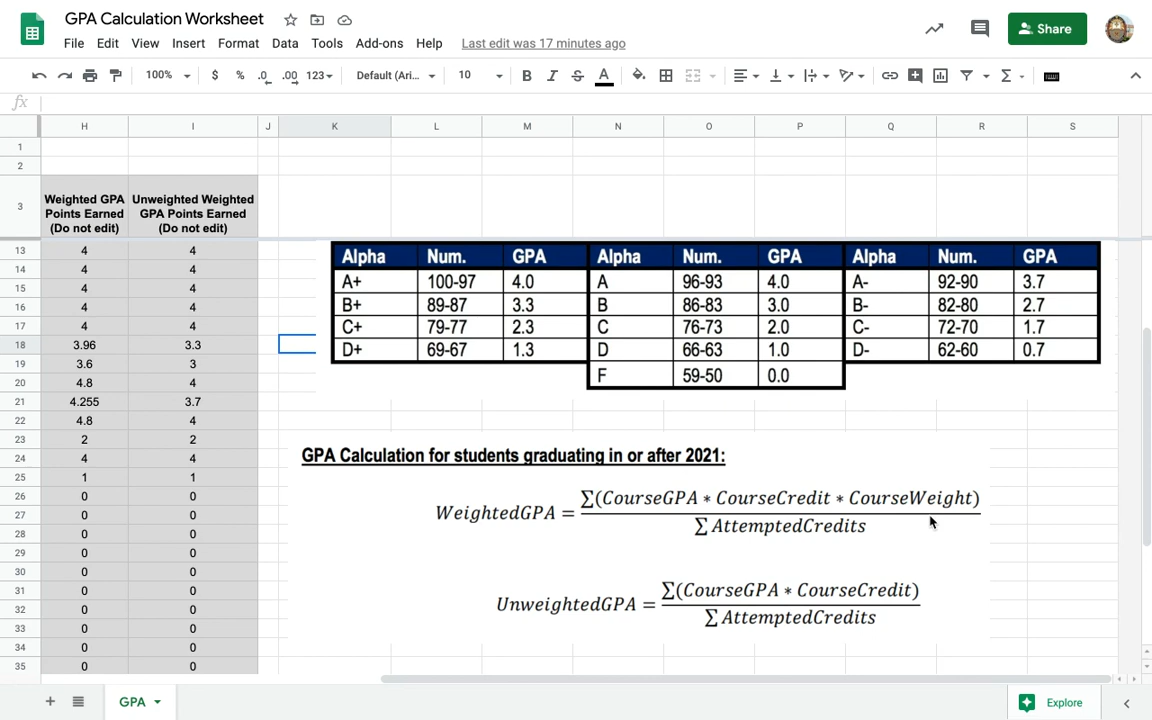 GPA Calculation Worksheet
Share
File Edit View Insert Format Data Tools Add-ons Help Last edit was 17 minutes ago
100% $ % .0 .00 123 Default (Ari... 10 B I S A
fx
H I J K L M N O P Q R S
1
2
3 Weighted GPA Points Earned (Do not edit) Unweighted Weighted GPA Points Earned (Do not edit)
13 4 4
14 4 4
15 4 4
16 4 4
17 4 4
18 3.96 3.3
19 3.6 3
20 4.8 4
21 4.255 3.7
22 4.8 4
23 2 2
24 4 4
25 1 1
26 0 0
27 0 0
28 0 0
29 0 0
30 0 0
31 0 0
32 0 0
33 0 0
34 0 0
35 0 0
Alpha Num. GPA Alpha Num. GPA Alpha Num. GPA
A+ 100-97 4.0 A 96-93 4.0 A- 92-90 3.7
B+ 89-87 3.3 B 86-83 3.0 B- 82-80 2.7
C+ 79-77 2.3 C 76-73 2.0 C- 72-70 1.7
D+ 69-67 1.3 D 66-63 1.0 D- 62-60 0.7
F 59-50 0.0
GPA Calculation for students graduating in or after 2021:
∑(CourseGPA ∗ CourseCredit ∗ CourseWeight)
WeightedGPA =
∑ AttemptedCredits
∑(CourseGPA ∗ CourseCredit)
UnweightedGPA =
∑ AttemptedCredits
GPA
Explore